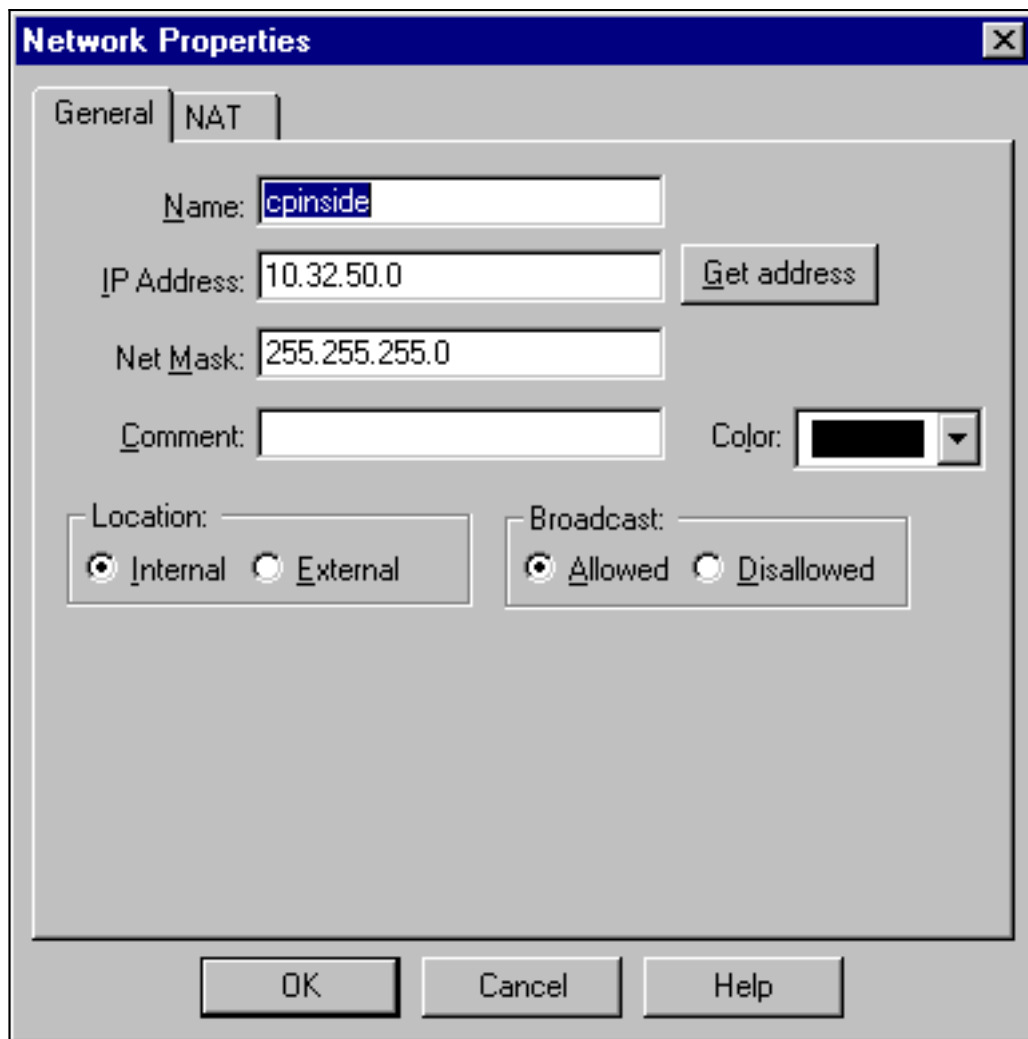 Network Properties
General NAT
Name: cpinside
IP Address: 10.32.50.0 Get address
Net Mask: 255.255.255.0
Comment: Color:
Location: Broadcast:
Internal External Allowed Disallowed
OK Cancel Help